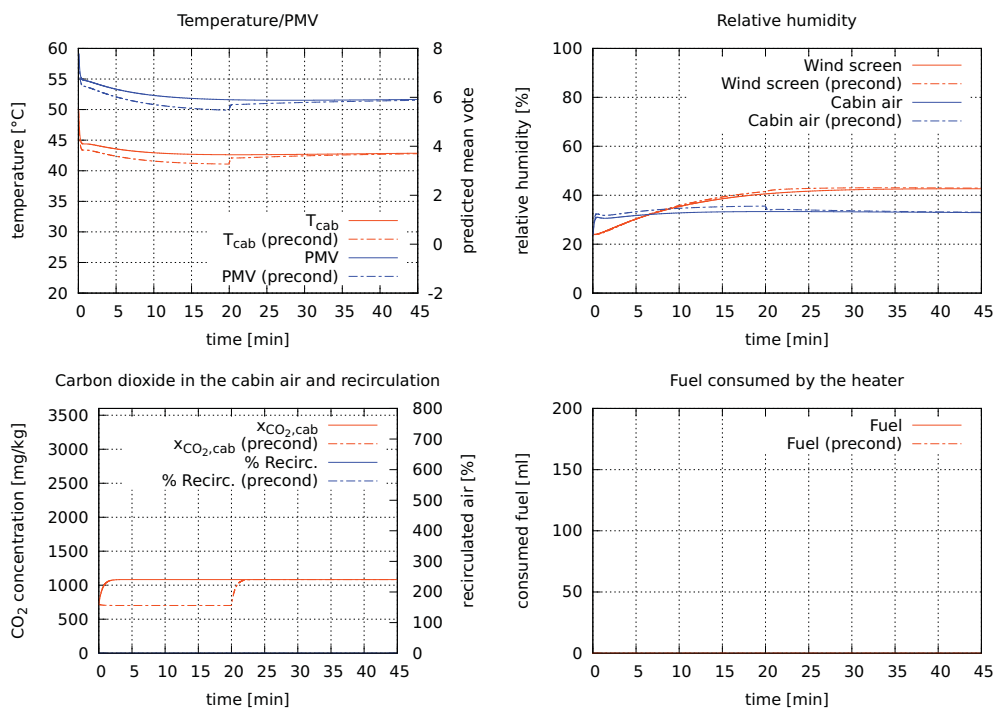 Temperature/PMV
60
55
50
45
40
35
30
25
20
8
6
4
2
0
-2
0 5 10 15 20 25 30 35 40 45
temperature [°C]
predicted mean vote
time [min]
T_cab
T_cab (precond)
PMV
PMV (precond)
Relative humidity
100
80
60
40
20
0
0 5 10 15 20 25 30 35 40 45
relative humidity [%]
time [min]
Wind screen
Wind screen (precond)
Cabin air
Cabin air (precond)
Carbon dioxide in the cabin air and recirculation
3500
3000
2500
2000
1500
1000
500
0
800
700
600
500
400
300
200
100
0
0 5 10 15 20 25 30 35 40 45
CO₂ concentration [mg/kg]
recirculated air [%]
time [min]
x_CO₂,cab
x_CO₂,cab (precond)
% Recirc.
% Recirc. (precond)
Fuel consumed by the heater
200
150
100
50
0
0 5 10 15 20 25 30 35 40 45
consumed fuel [ml]
time [min]
Fuel
Fuel (precond)